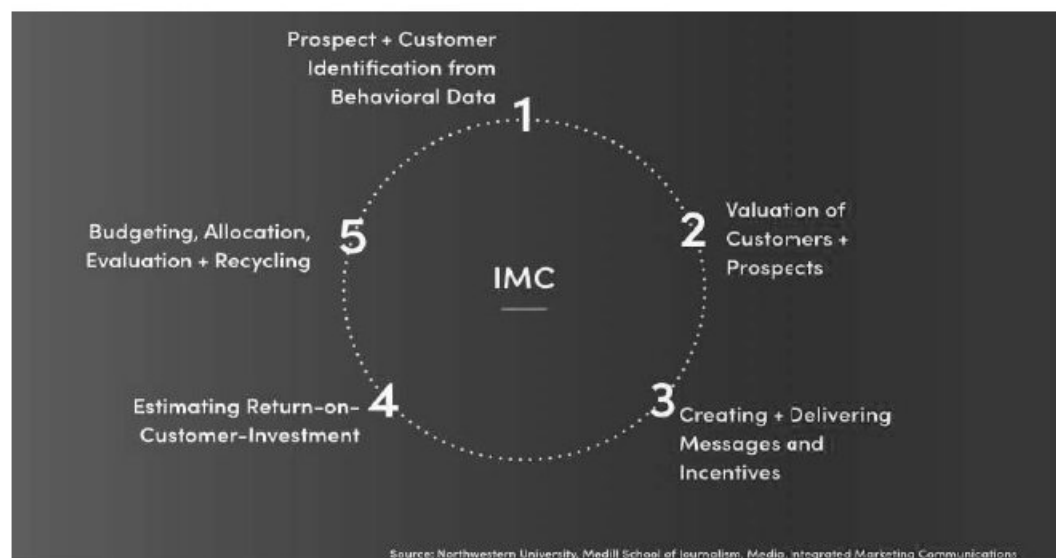 Prospect + Customer
Identification from
Behavioral Data
1
2
Valuation of
Customers +
Prospects
3
Creating + Delivering
Messages and
Incentives
4
Estimating Return-on-
Customer-Investment
5
Budgeting, Allocation,
Evaluation + Recycling
IMC
Source: Northwestern University, Medill School of Journalism, Media, Integrated Marketing Communications